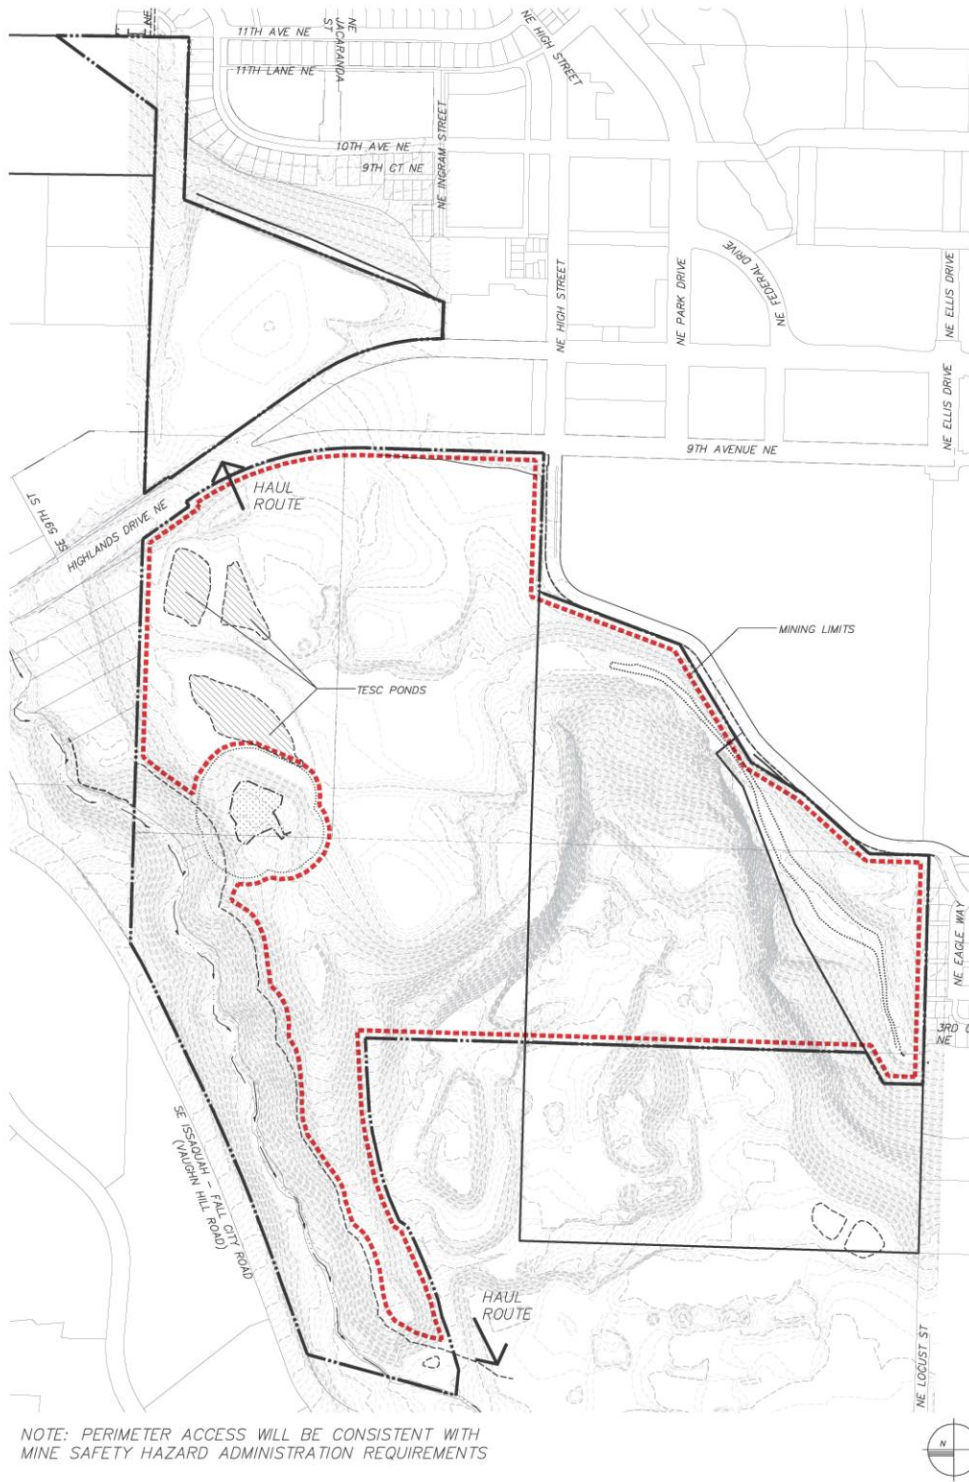 NE
11TH AVE NE
NE
JACARANDA
ST
NE HIGH STREET
11TH LANE NE
10TH AVE NE
9TH CT NE
NE INGRAM STREET
NE HIGH STREET
NE PARK DRIVE
NE FEDERAL DRIVE
NE ELLIS DRIVE
NE ELLIS DRIVE
9TH AVENUE NE
HAUL
ROUTE
SE 59TH ST
HIGHLANDS DRIVE NE
MINING LIMITS
TESC PONDS
NE EAGLE WAY
3RD C
NE
SE ISSAQUAH - FALL CITY ROAD
(VAUGHN HILL ROAD)
HAUL
ROUTE
NE LOCUST ST
NOTE: PERIMETER ACCESS WILL BE CONSISTENT WITH
MINE SAFETY HAZARD ADMINISTRATION REQUIREMENTS
N